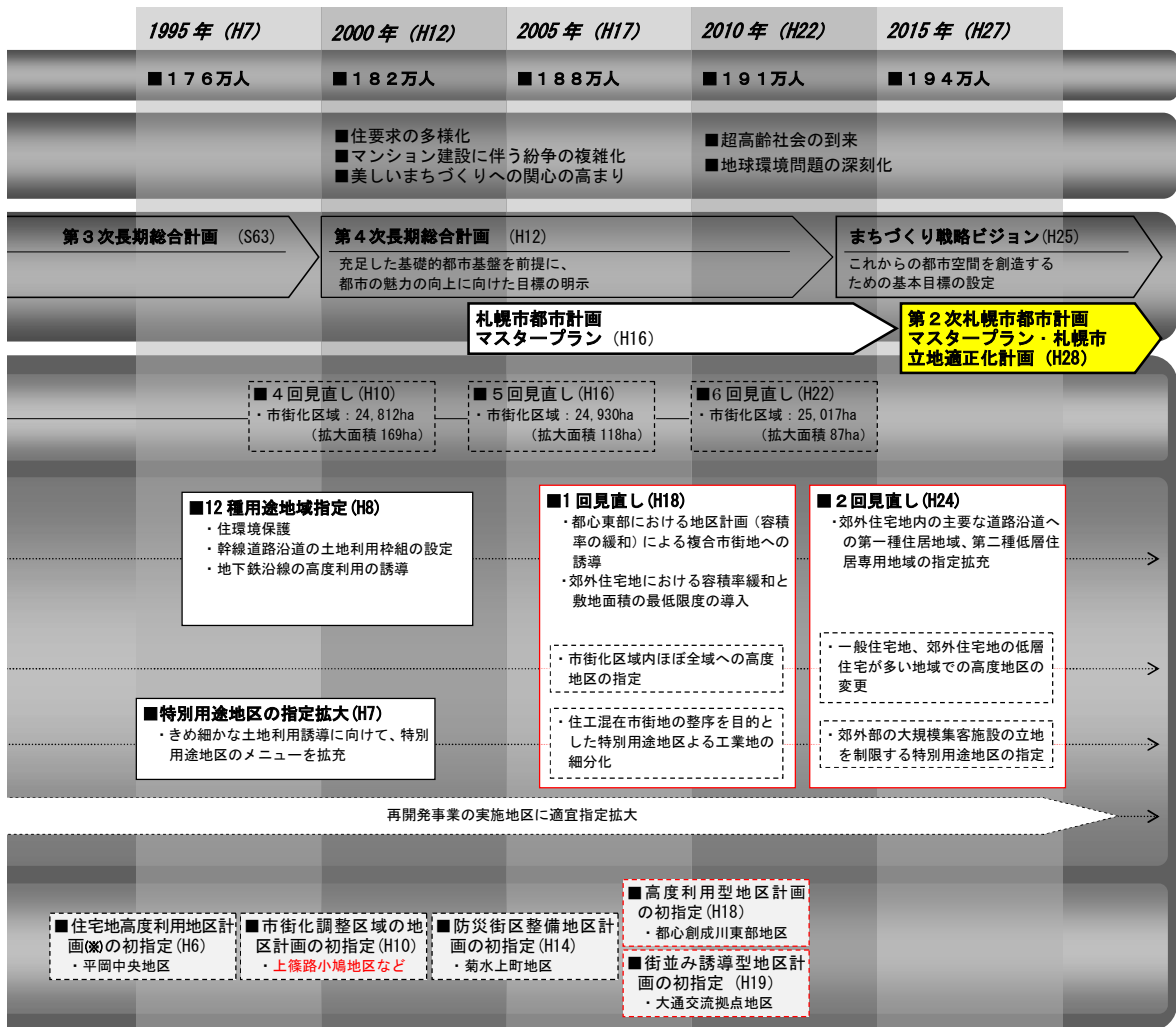 1995年（H7）
2000年（H12）
2005年（H17）
2010年（H22）
2015年（H27）
■１７６万人
■１８２万人
■１８８万人
■１９１万人
■１９４万人
■住要求の多様化
■マンション建設に伴う紛争の複雑化
■美しいまちづくりへの関心の高まり
■超高齢社会の到来
■地球環境問題の深刻化
第３次長期総合計画 （S63）
第４次長期総合計画 （H12）
充足した基礎的都市基盤を前提に、
都市の魅力の向上に向けた目標の明示
まちづくり戦略ビジョン（H25）
これからの都市空間を創造する
ための基本目標の設定
札幌市都市計画
マスタープラン（H16）
第２次札幌市都市計画
マスタープラン・札幌市
立地適正化計画（H28）
■４回見直し（H10）
・市街化区域：24,812ha
（拡大面積 169ha）
■５回見直し（H16）
・市街化区域：24,930ha
（拡大面積 118ha）
■6 回見直し（H22）
・市街化区域：25,017ha
（拡大面積 87ha）
■12 種用途地域指定（H8）
・住環境保護
・幹線道路沿道の土地利用枠組の設定
・地下鉄沿線の高度利用の誘導
■1 回見直し（H18）
・都心東部における地区計画（容積
率の緩和）による複合市街地への
誘導
・郊外住宅地における容積率緩和と
敷地面積の最低限度の導入
・市街化区域内ほぼ全域への高度
地区の指定
・住工混在市街地の整序を目的と
した特別用途地区よる工業地の
細分化
■２回見直し（H24）
・郊外住宅地内の主要な道路沿道へ
の第一種住居地域、第二種低層住
居専用地域の指定拡充
・一般住宅地、郊外住宅地の低層
住宅が多い地域での高度地区の
変更
・郊外部の大規模集客施設の立地
を制限する特別用途地区の指定
■特別用途地区の指定拡大（H7）
・きめ細かな土地利用誘導に向けて、特別
用途地区のメニューを拡充
再開発事業の実施地区に適宜指定拡大
■住宅地高度利用地区計
画(※)の初指定（H6）
・平岡中央地区
■市街化調整区域の地
区計画の初指定（H10）
・上篠路小鳩地区など
■防災街区整備地区計
画の初指定（H14）
・菊水上町地区
■高度利用型地区計画
の初指定（H18）
・都心創成川東部地区
■街並み誘導型地区計
画の初指定（H19）
・大通交流拠点地区